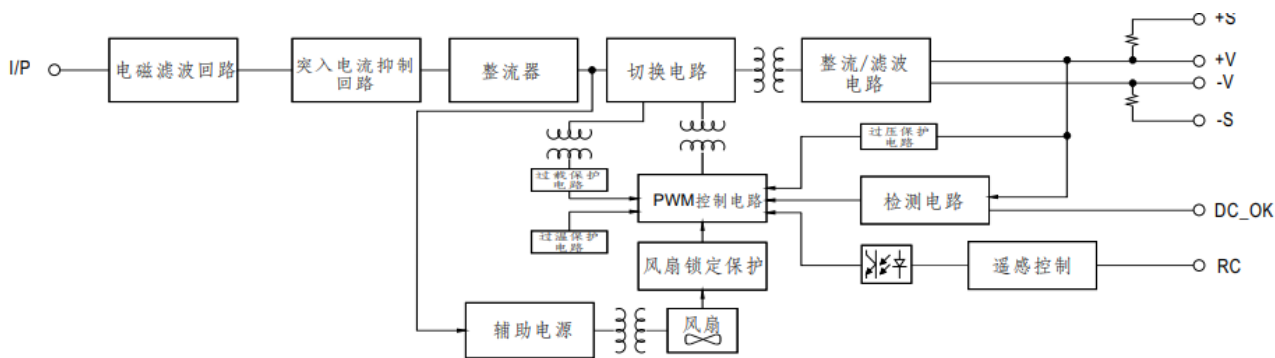 +S
I/P
电磁滤波回路
突入电流抑制
回路
整流器
切换电路
整流/滤波
电路
+V
-V
-S
过压保护
电路
过载保护
电路
PWM控制电路
检测电路
DC_OK
过温保护
电路
风扇锁定保护
遥感控制
RC
辅助电源
风扇